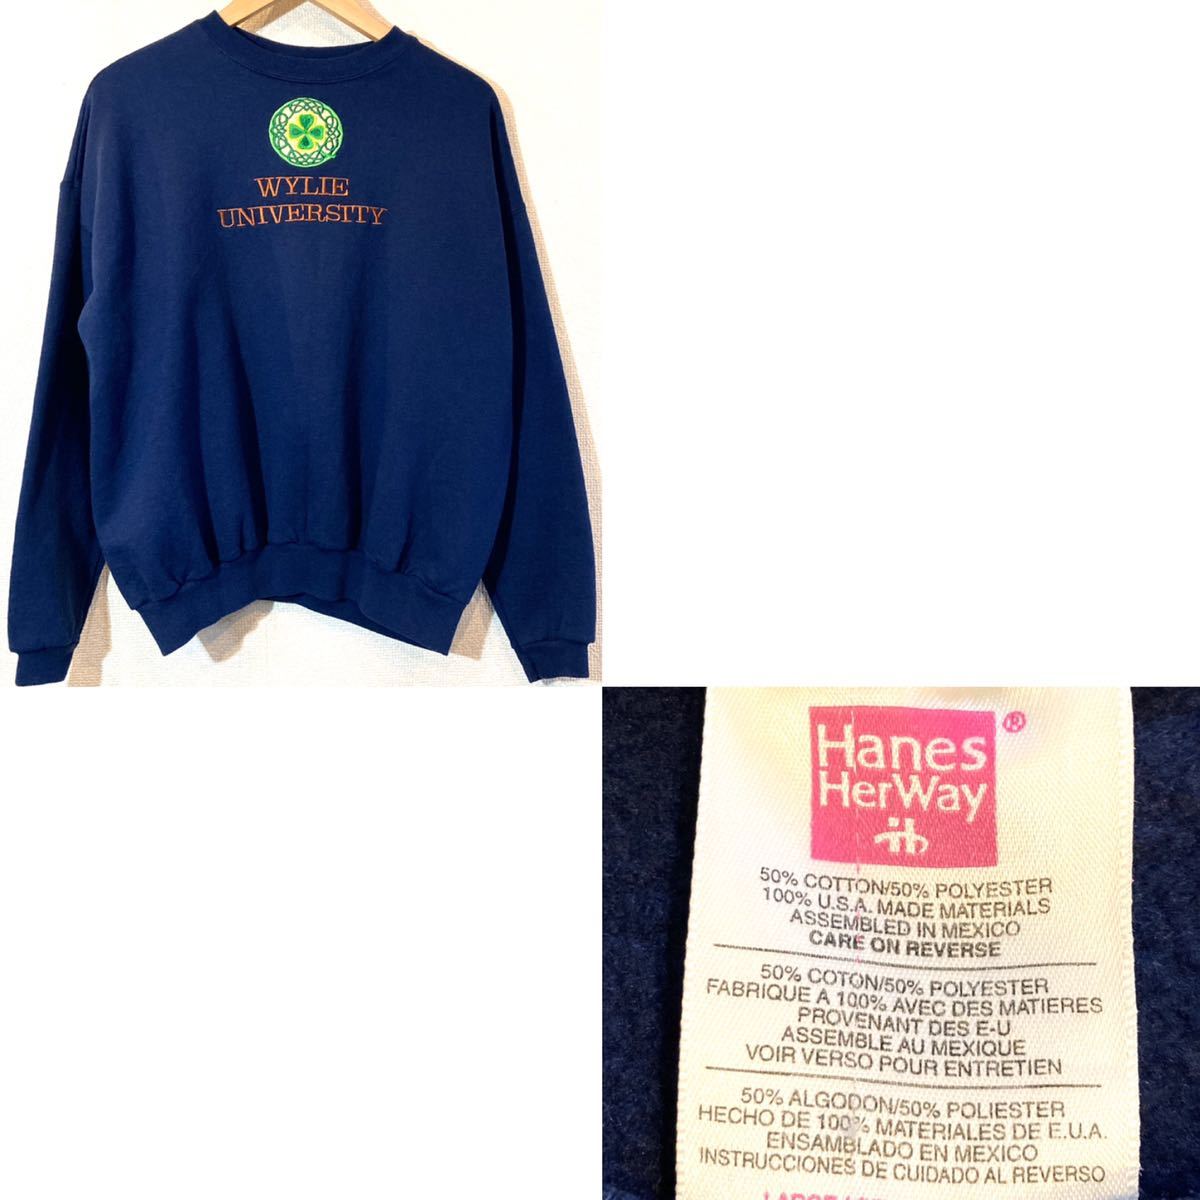 WYLIE
UNIVERSITY
Hanes
HerWay
®
50% COTTON/50% POLYESTER
100% U.S.A. MADE MATERIALS
ASSEMBLED IN MEXICO
CARE ON REVERSE
50% COTON/50% POLYESTER
FABRIQUE A 100% AVEC DES MATIERES
PROVENANT DES E-U
ASSEMBLE AU MEXIQUE
VOIR VERSO POUR ENTRETIEN
50% ALGODON/50% POLIESTER
HECHO DE 100% MATERIALES DE E.U.A.
ENSAMBLADO EN MEXICO
INSTRUCCIONES DE CUIDADO AL REVERSO